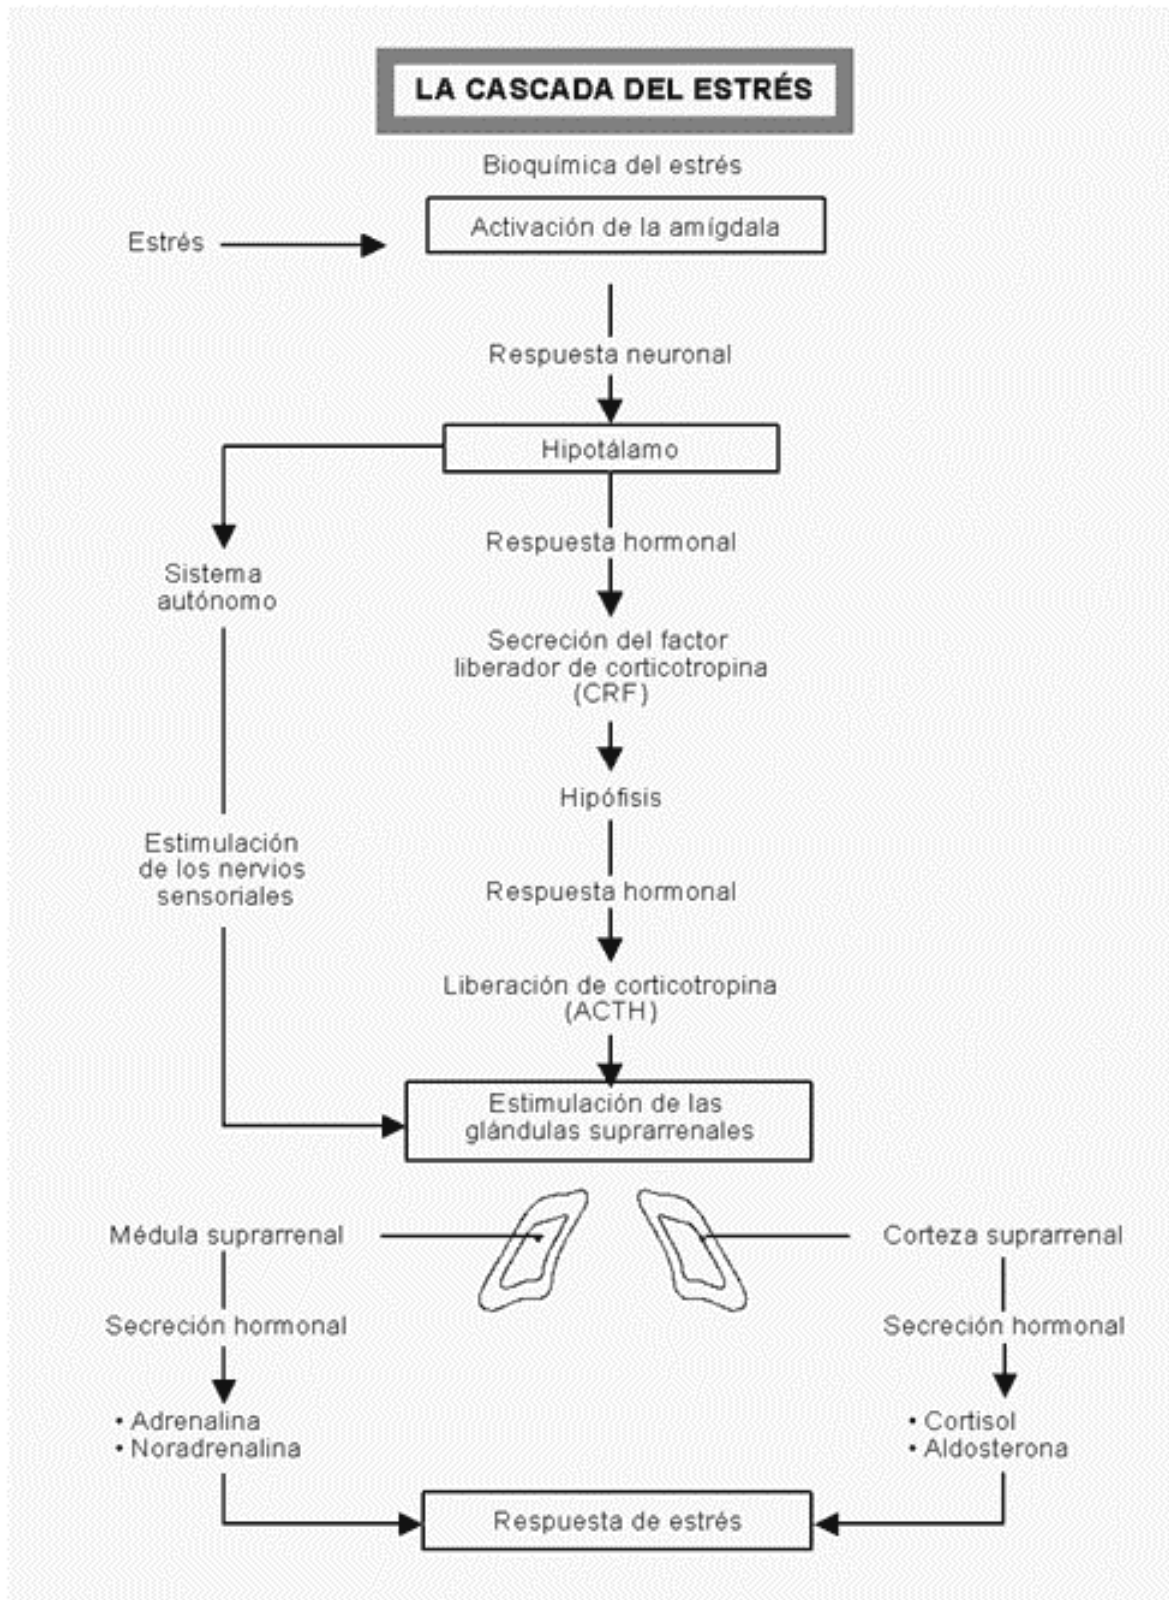 LA CASCADA DEL ESTRÉS
Bioquímica del estrés
Activación de la amígdala
Estrés
Respuesta neuronal
Hipotálamo
Respuesta hormonal
Sistema
autónomo
Secreción del factor
liberador de corticotropina
(CRF)
Hipófisis
Estimulación
de los nervios
sensoriales
Respuesta hormonal
Liberación de corticotropina
(ACTH)
Estimulación de las
glándulas suprarrenales
Médula suprarrenal
Corteza suprarrenal
Secreción hormonal
Secreción hormonal
• Adrenalina
• Noradrenalina
• Cortisol
• Aldosterona
Respuesta de estrés